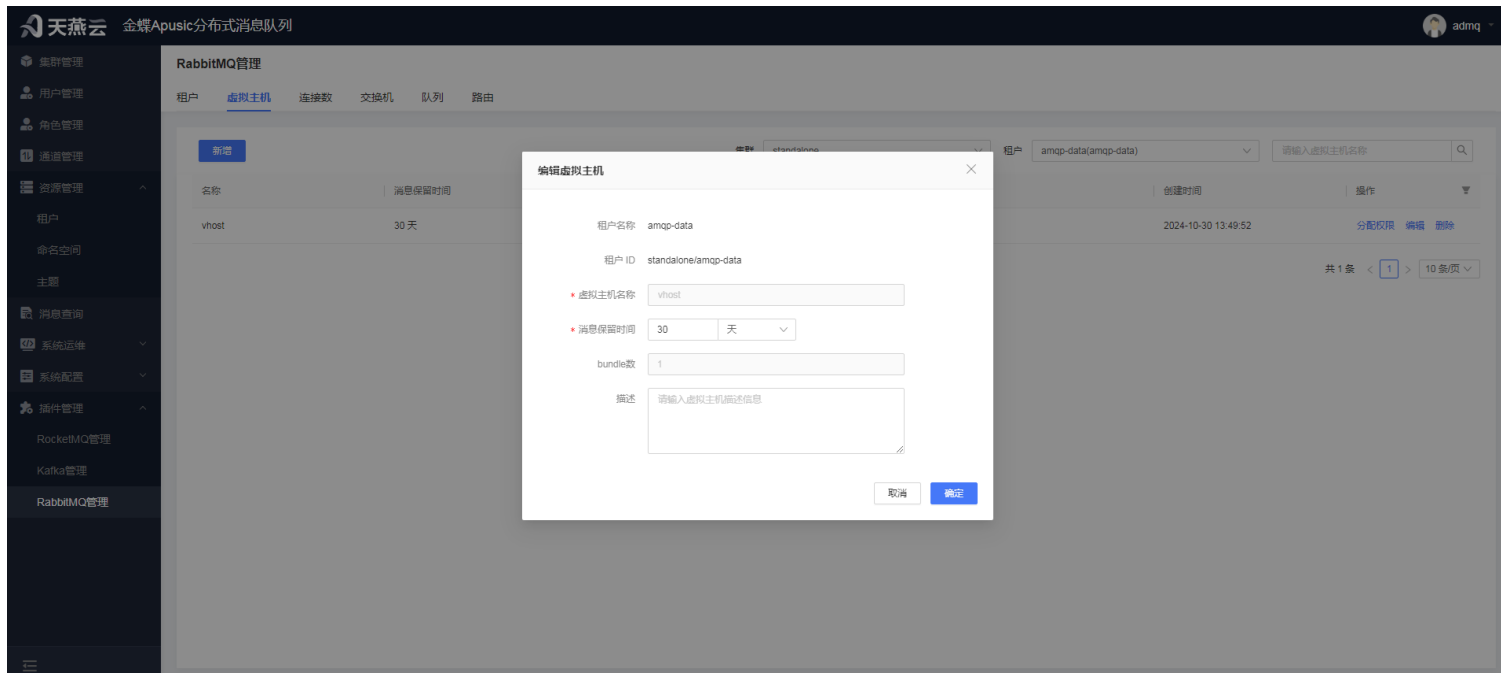 天燕云 金蝶Apusic分布式消息队列 admq
集群管理
用户管理
角色管理
通道管理
资源管理
租户
命名空间
主题
消息查询
系统运维
系统配置
插件管理
RocketMQ管理
Kafka管理
RabbitMQ管理
RabbitMQ管理
租户 虚拟主机 连接数 交换机 队列 路由
新增 集群 standalone 租户 amqp-data(amqp-data) 请输入虚拟主机名称
名称 消息保留时间 创建时间 操作
vhost 30 天 2024-10-30 13:49:52 分配权限 编辑 删除
共 1 条 < 1 > 10 条/页
编辑虚拟主机
租户名称 amqp-data
租户 ID standalone/amqp-data
* 虚拟主机名称 vhost
* 消息保留时间 30 天
bundle数 1
描述 请输入虚拟主机描述信息
取消 确定